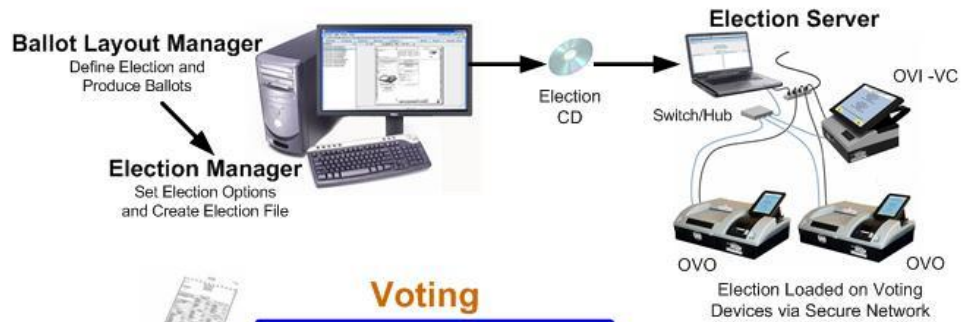 Ballot Layout Manager
Define Election and
Produce Ballots
Election Manager
Set Election Options
and Create Election File
Election
CD
Election Server
OVI -VC
Switch/Hub
OVO
OVO
Election Loaded on Voting
Devices via Secure Network
Voting